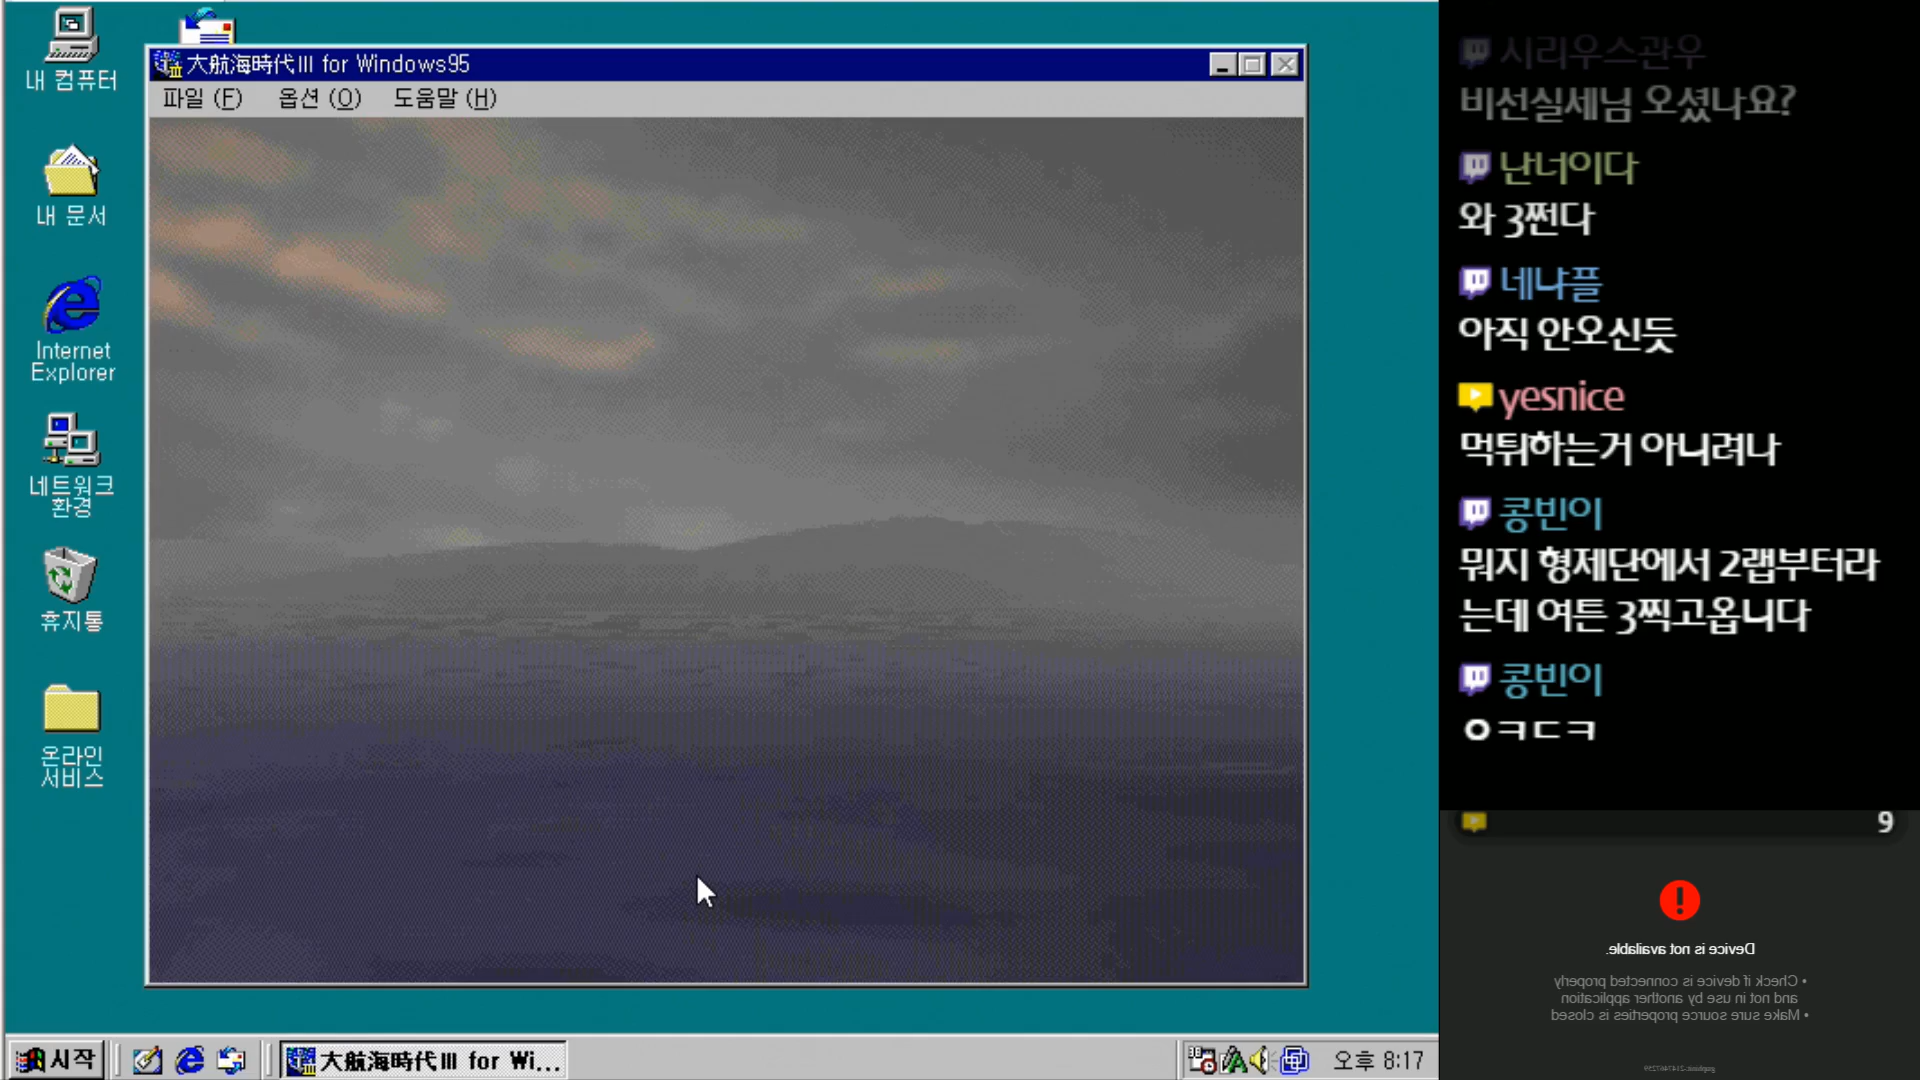 내 컴퓨터
내 문서
Internet
Explorer
네트워크
환경
휴지통
온라인
서비스
大航海時代III for Windows95
파일 (F)
옵션 (O)
도움말 (H)
시작
大航海時代III for Wi...
오후 8:17
시리우스관우
비선실세님 오셨나요?
난너이다
와 3쩐다
네냐플
아직 안오신듯
yesnice
먹튀하는거 아니려나
콩빈이
뭐지 형제단에서 2랩부터라
는데 여튼 3찍고옵니다
콩빈이
ㅇㅋㄷㅋ
9
Device is not available.
• Check if device is connected properly
and not in use by another application
• Make sure source properties is closed